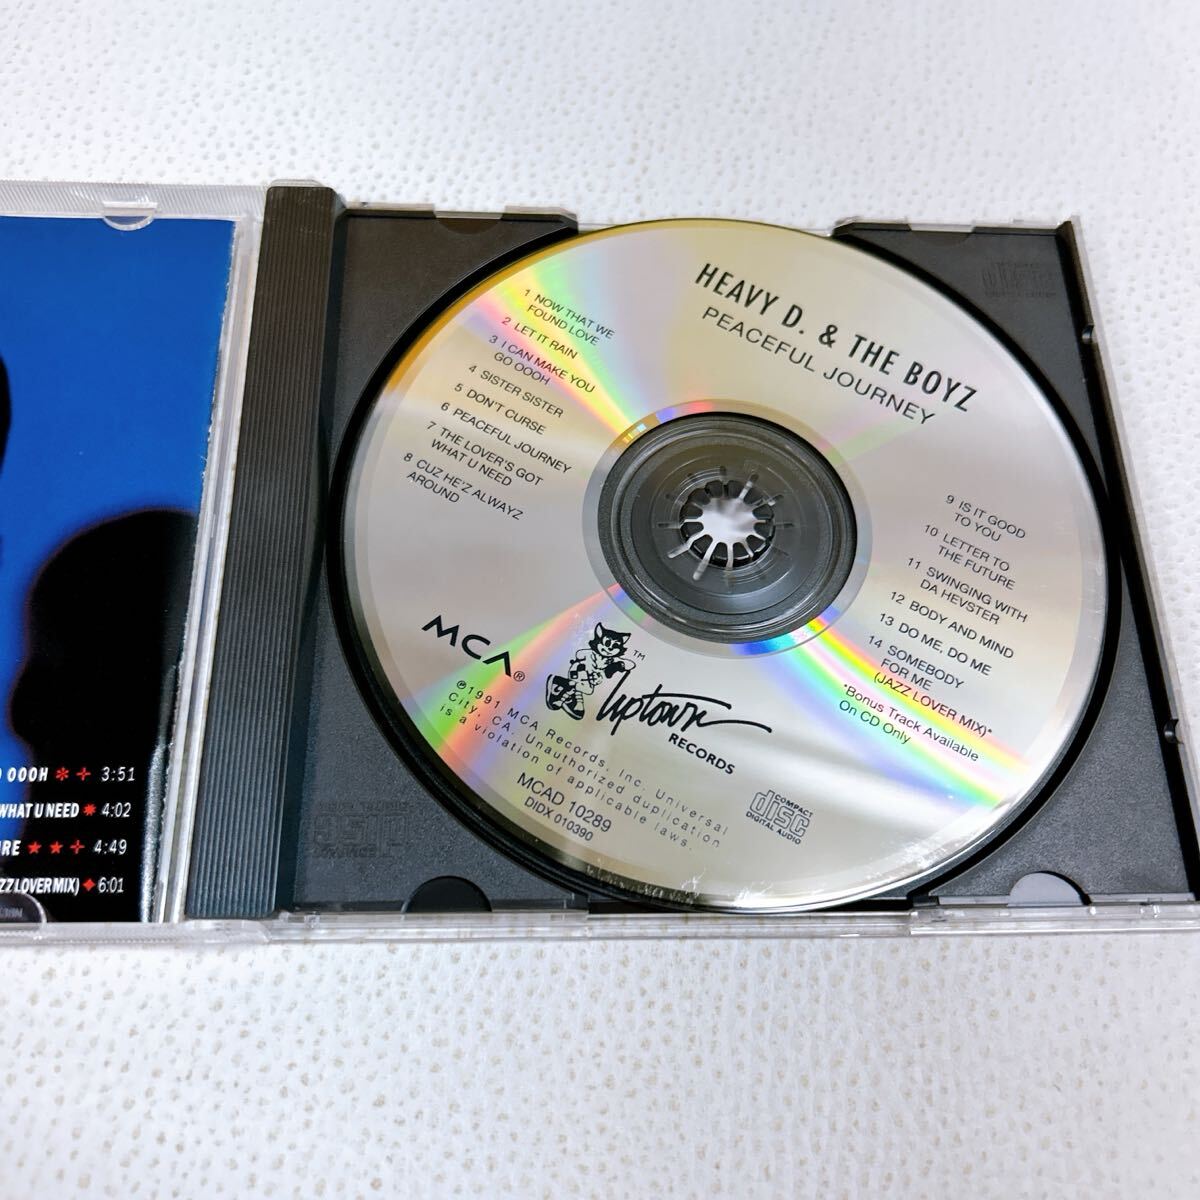 HEAVY D. & THE BOYZ
PEACEFUL JOURNEY
1 NOW THAT WE
FOUND LOVE
2 LET IT RAIN
3 I CAN MAKE YOU
GO OOOH
4 SISTER SISTER
5 DON'T CURSE
6 PEACEFUL JOURNEY
7 THE LOVER'S GOT
WHAT U NEED
8 CUZ HE'Z ALWAYZ
AROUND
9 IS IT GOOD
TO YOU
10 LETTER TO
THE FUTURE
11 SWINGING WITH
DA HEVSTER
12 BODY AND MIND
13 DO ME, DO ME
14 SOMEBODY
FOR ME
(JAZZ LOVER MIX)*
*Bonus Track Available
On CD Only
MCA®
Uptown™
RECORDS
℗1991 MCA Records, Inc. Universal
City, CA. Unauthorized duplication
is a violation of applicable laws.
MCAD 10289
DIDX 010390
COMPACT
disc
DIGITAL AUDIO
OOOH *+ 3:51
WHAT U NEED * 4:02
★★+ 4:49
LOVER MIX) ✦ 6:01